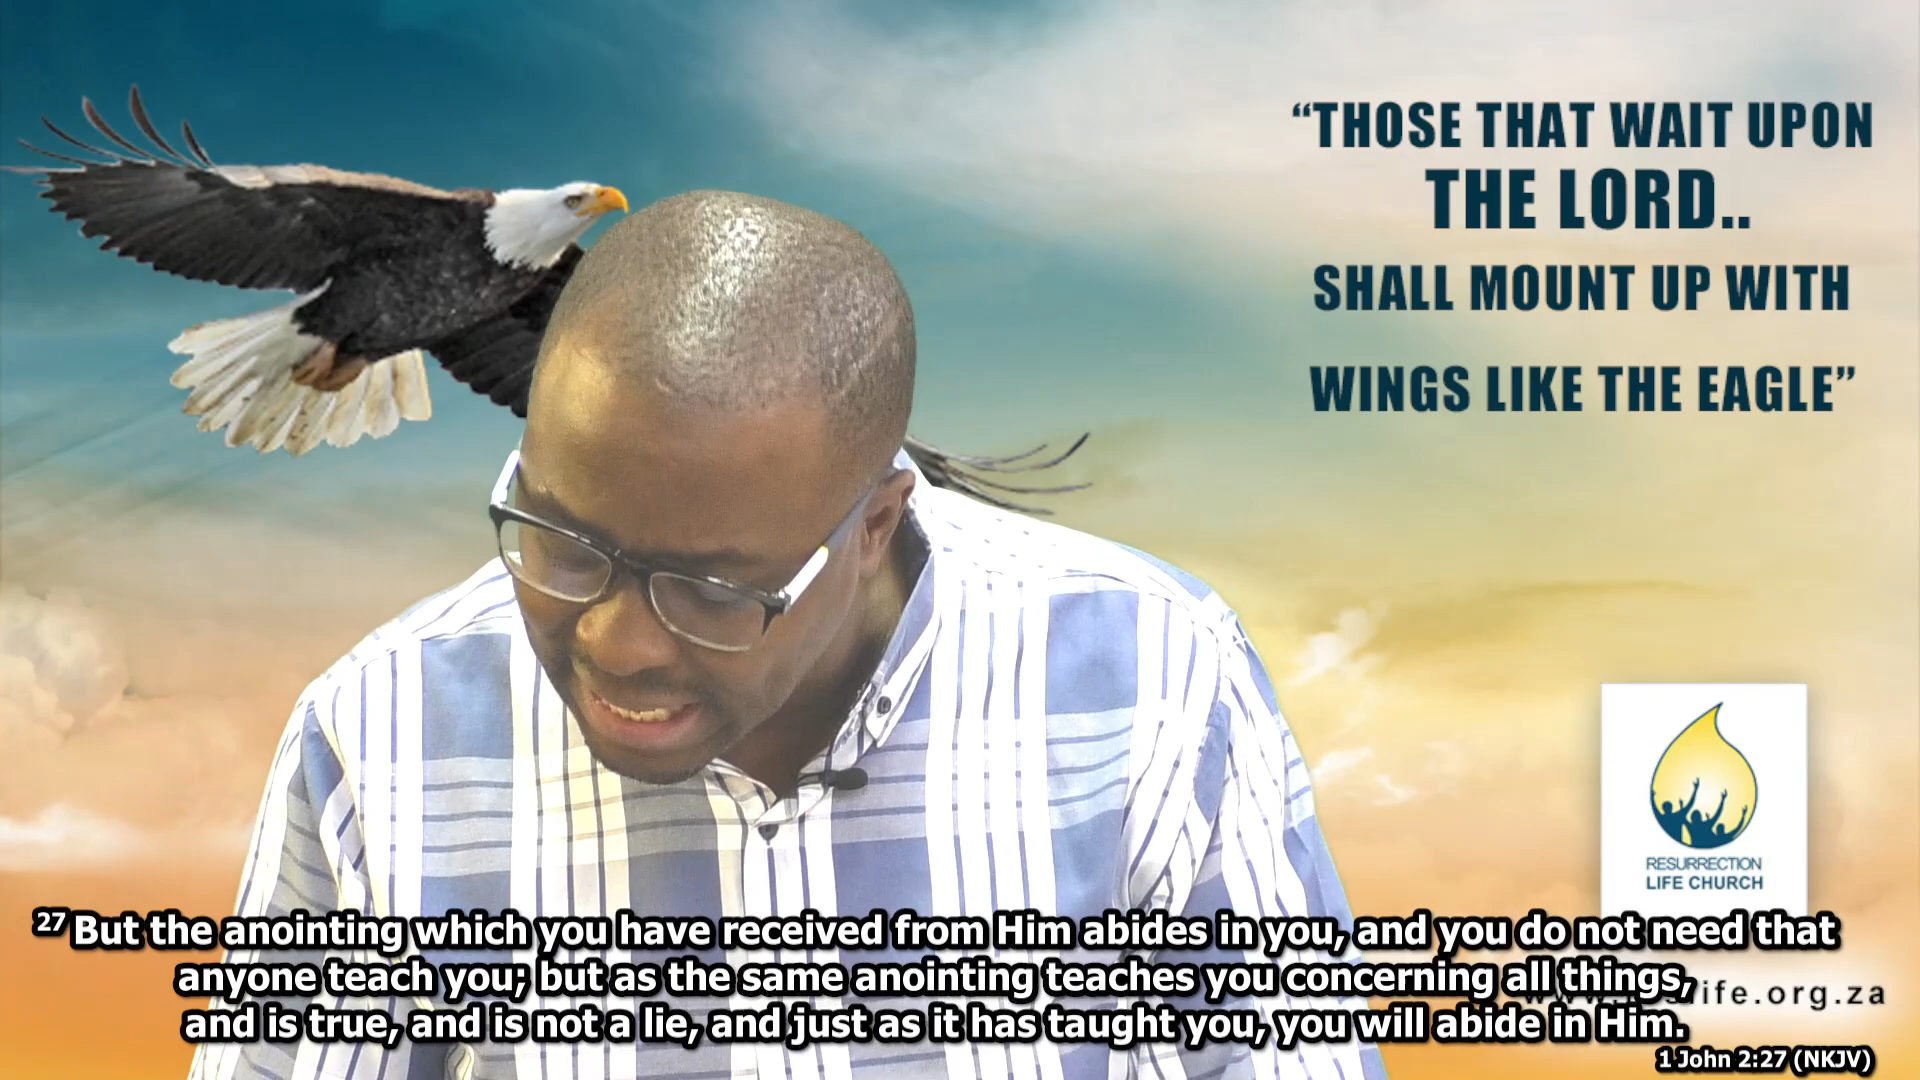 “THOSE THAT WAIT UPON
THE LORD..
SHALL MOUNT UP WITH
WINGS LIKE THE EAGLE”
RESURRECTION
LIFE CHURCH
27 But the anointing which you have received from Him abides in you, and you do not need that
anyone teach you; but as the same anointing teaches you concerning all things,
and is true, and is not a lie, and just as it has taught you, you will abide in Him.
1 John 2:27 (NKJV)